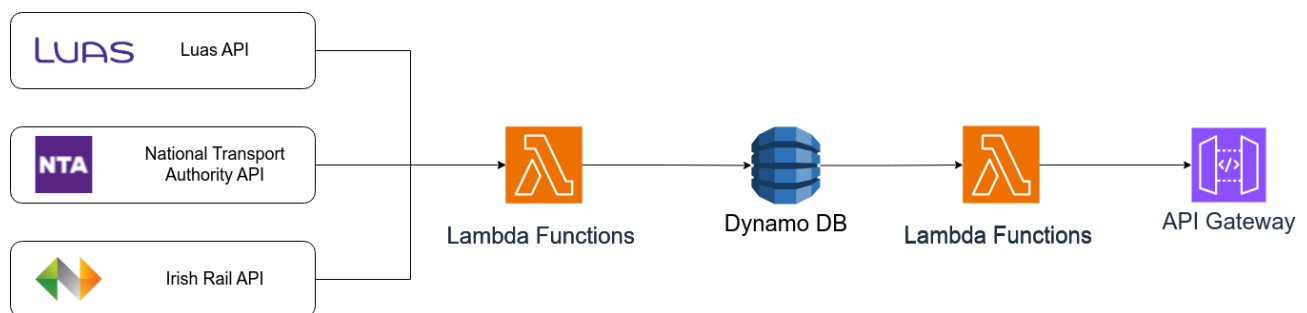 LUAS
Luas API
NTA
National Transport
Authority API
Irish Rail API
Lambda Functions
Dynamo DB
Lambda Functions
</>
API Gateway